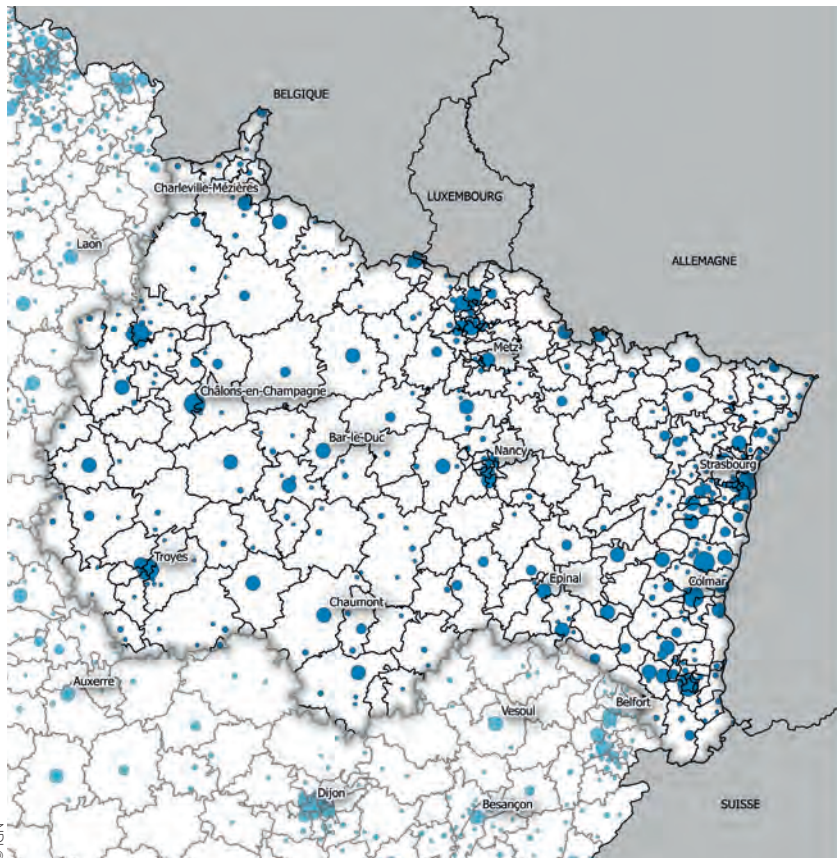 BELGIQUE
Charleville-Mézières
LUXEMBOURG
Laon
ALLEMAGNE
Metz
Châlons-en-Champagne
Bar-le-Duc
Nancy
Strasbourg
Troyes
Epinal
Colmar
Chaumont
Auxerre
Vesoul
Belfort
Dijon
Besançon
SUISSE
© IGN